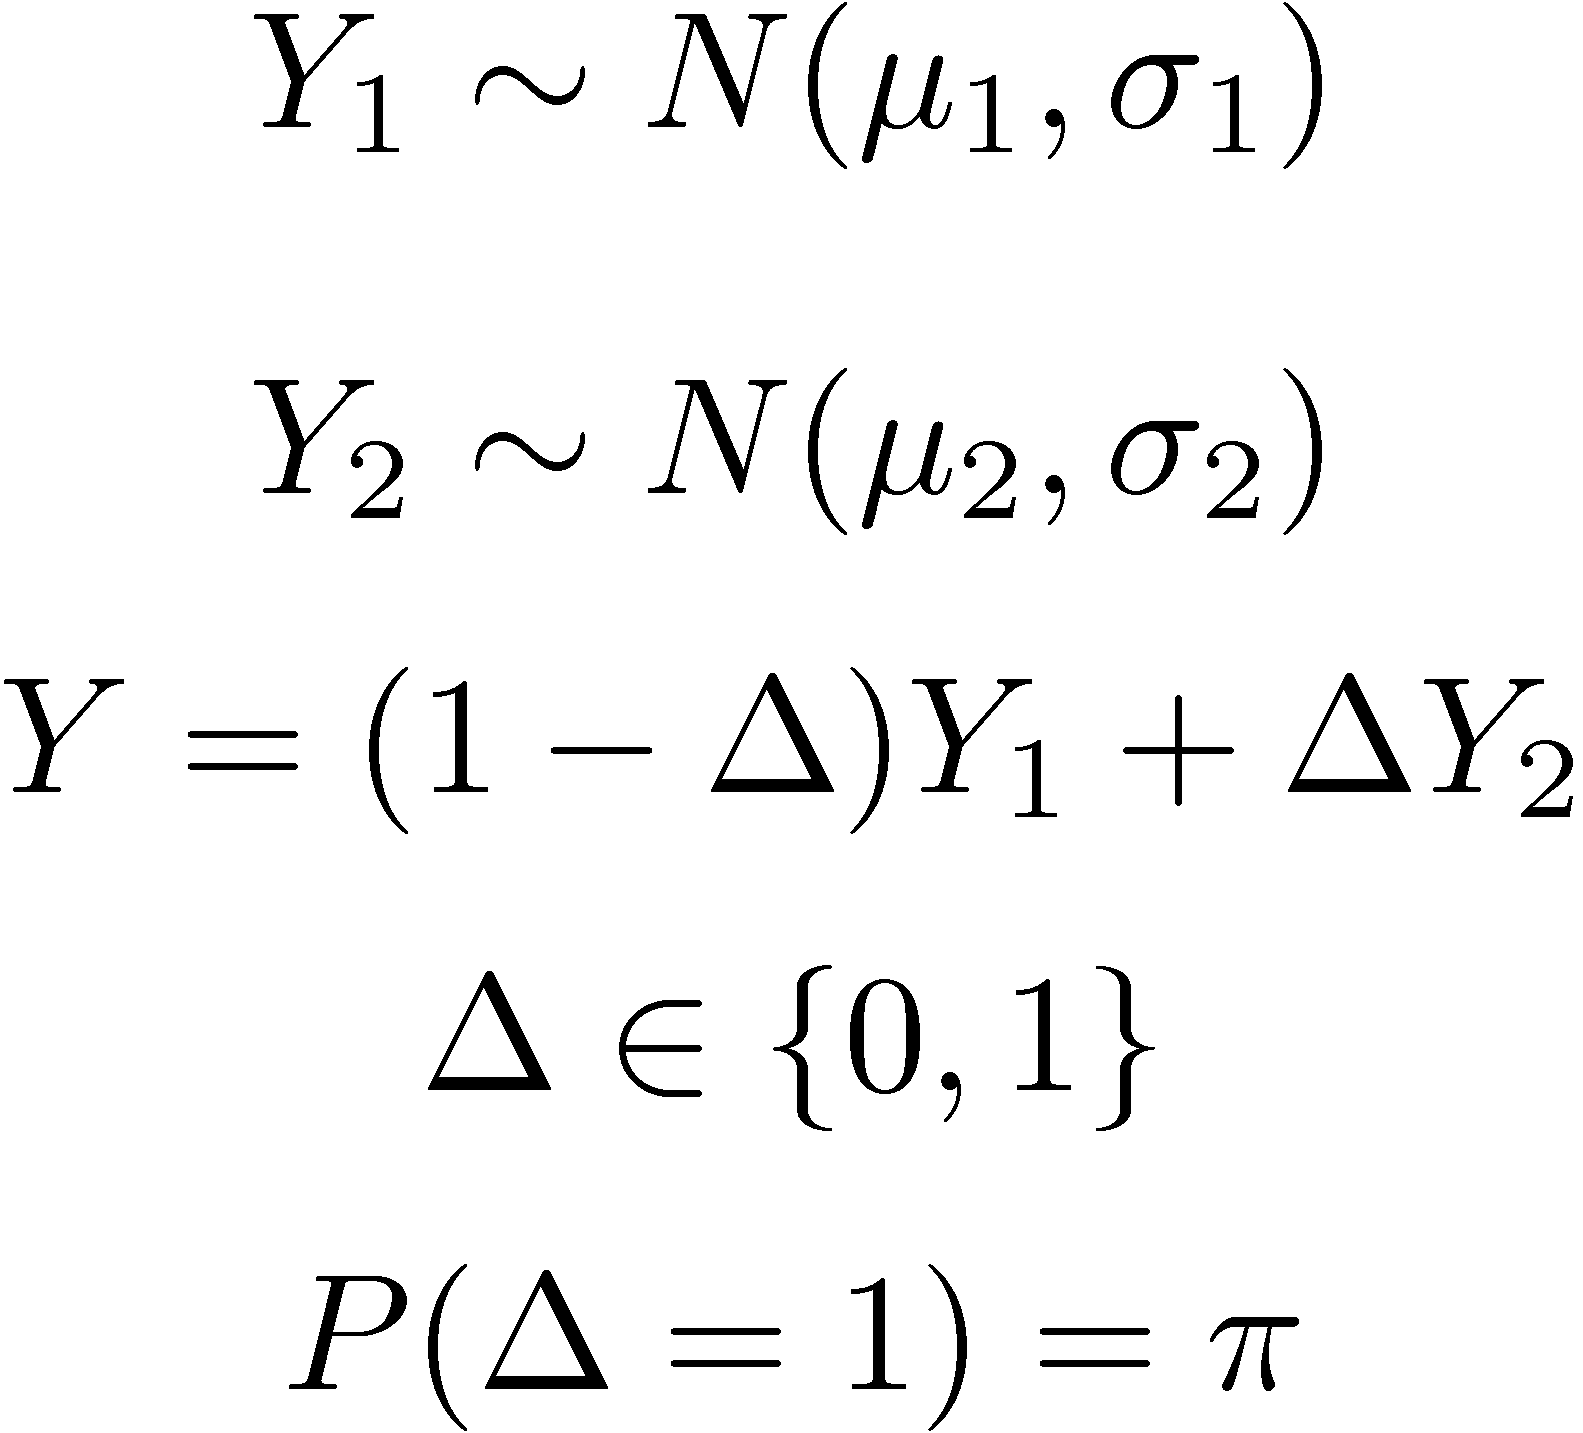 Y₁ ∼ N(μ₁, σ₁)
Y₂ ∼ N(μ₂, σ₂)
Y = (1 − Δ)Y₁ + ΔY₂
Δ ∈ {0, 1}
P(Δ = 1) = π